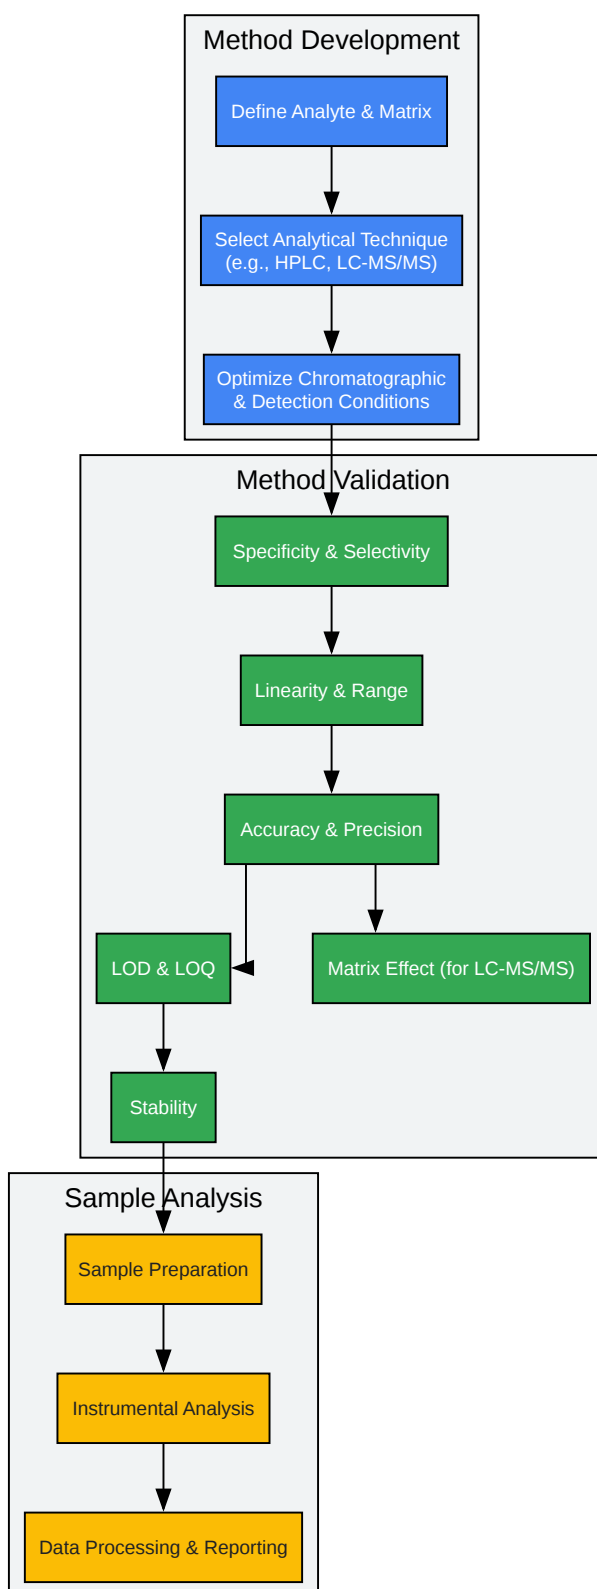 Method Development
Define Analyte & Matrix
Select Analytical Technique
(e.g., HPLC, LC-MS/MS)
Optimize Chromatographic
& Detection Conditions
Method Validation
Specificity & Selectivity
Linearity & Range
Accuracy & Precision
LOD & LOQ
Matrix Effect (for LC-MS/MS)
Stability
Sample Analysis
Sample Preparation
Instrumental Analysis
Data Processing & Reporting